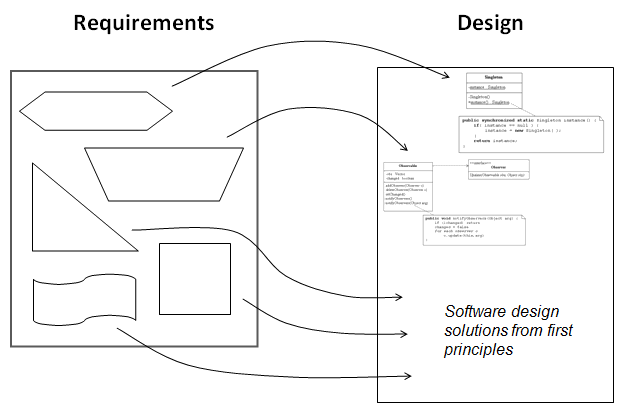 Requirements
Design
Singleton
-instance : Singleton
-Singleton()
+instance() : Singleton
public synchronized static Singleton instance() {
if( instance == null )
instance = new Singleton( );
}
return instance;
}
Observable
-obs : Vector
-changed : boolean
+addObserver(Observer o)
+deleteObserver(Observer o)
+setChanged()
+notifyObservers()
+notifyObservers(Object arg)
<<interface>>
Observer
Update(Observable obs, Object arg)
public void notifyObservers(Object arg) {
if !changed return
changed = false
for each observer o
o.update(this,arg)
}
Software design
solutions from first
principles